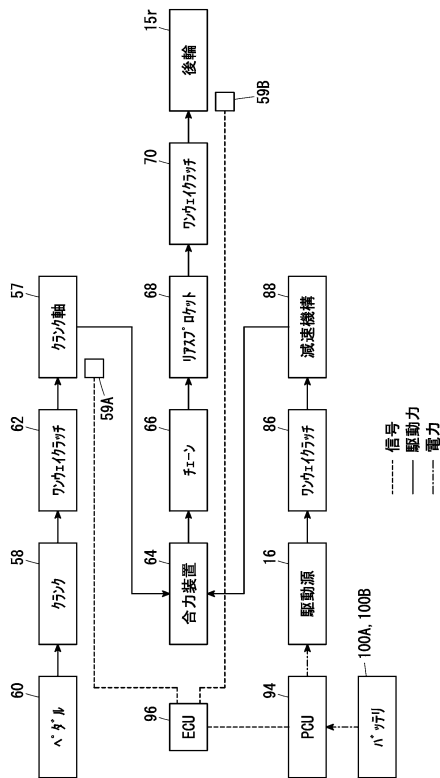 60
ペダル
58
クランク
62
ワンウェイクラッチ
57
クランク軸
59A
96
ECU
64
合力装置
66
チェーン
68
リアスプロケット
70
ワンウェイクラッチ
15r
後輪
59B
94
PCU
16
駆動源
86
ワンウェイクラッチ
88
減速機構
100A, 100B
バッテリ
信号
駆動力
電力